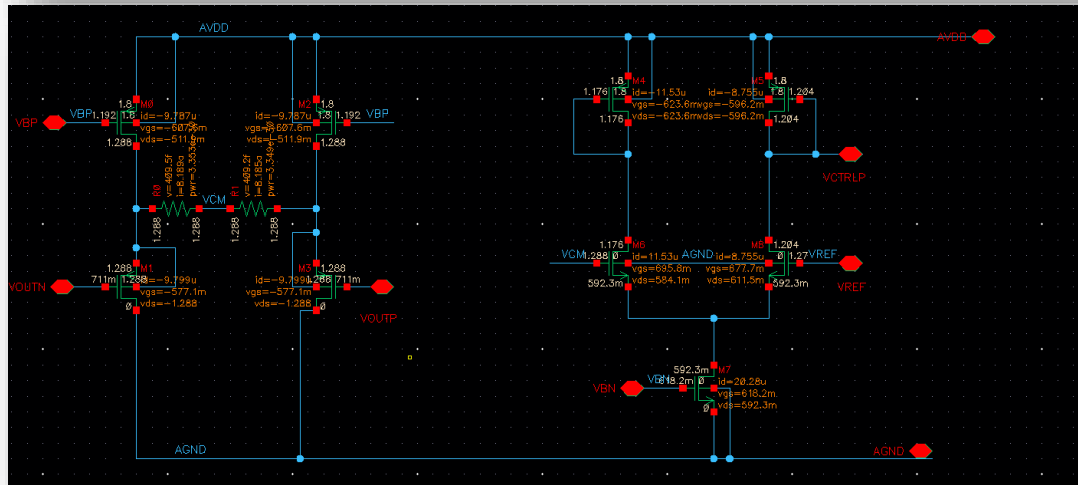 AVDD
AVDD
M0
1.8
VBP
VBP
1.192
1.8
id=-9.787u
vgs=-607.6m
vds=-511.9m
1.288
M2
1.8
1.8
1.192
VBP
id=-9.787u
vgs=-607.6m
vds=-511.9m
1.288
M4
1.8
1.176
1.8
id=-11.53u
vgs=-623.6m
vds=-623.6m
1.176
M5
1.8
1.8
1.204
id=-8.755u
vgs=-596.2m
vds=-596.2m
1.204
VCTRLP
R0
v=409.5f
i=8.189a
1.288
1.288
VCM
R1
v=409.2f
i=8.185a
1.288
1.288
M1
1.288
VOUTN
711m
1.288
id=-9.799u
vgs=-577.1m
vds=-1.288
0
M3
1.288
711m
VOUTP
id=-9.799u
vgs=-577.1m
vds=-1.288
0
M6
1.176
VCM
1.288
0
id=11.53u
vgs=695.8m
vds=584.1m
592.3m
AGND
1.204
0
1.27
VREF
VREF
id=8.755u
vgs=677.7m
vds=611.5m
592.3m
M7
592.3m
VBN
VBN
618.2m
0
id=20.28u
vgs=618.2m
vds=592.3m
0
AGND
AGND